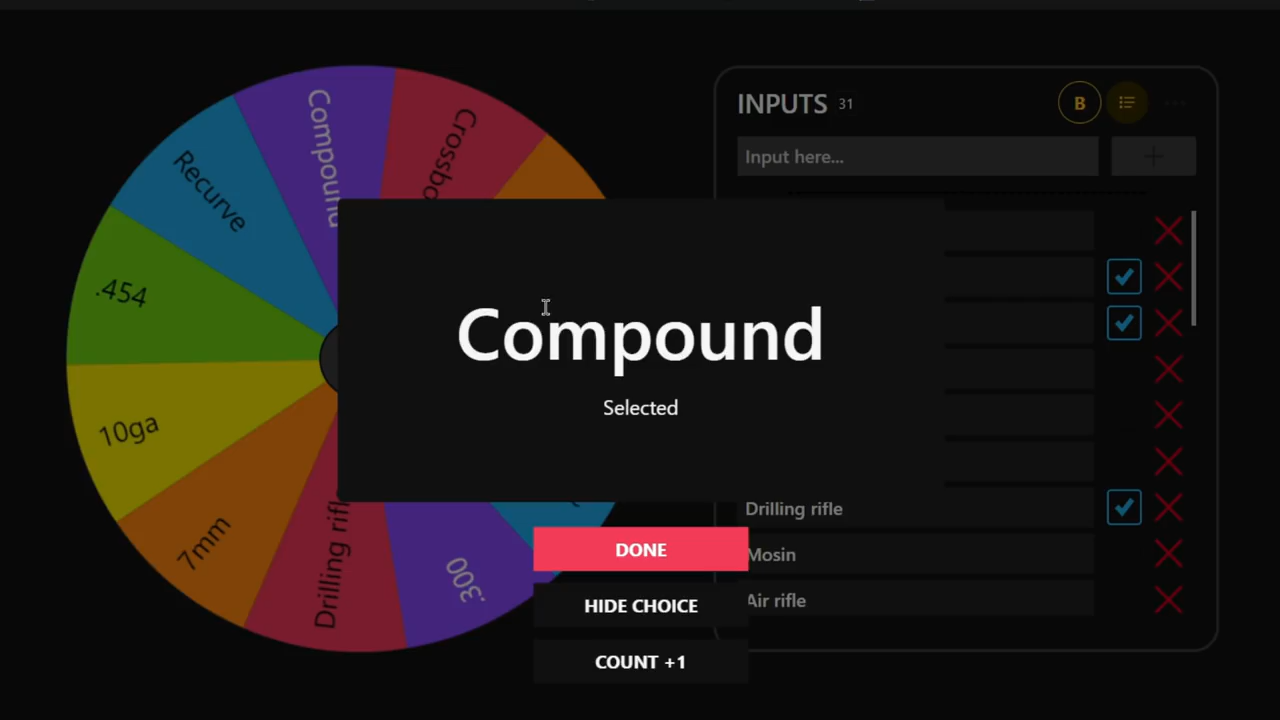 Compound
Crossbo
Recurve
.454
10ga
7mm
Drilling rifl
.300
INPUTS 31
B
Input here...
Compound
Selected
Drilling rifle
Mosin
Air rifle
DONE
HIDE CHOICE
COUNT +1